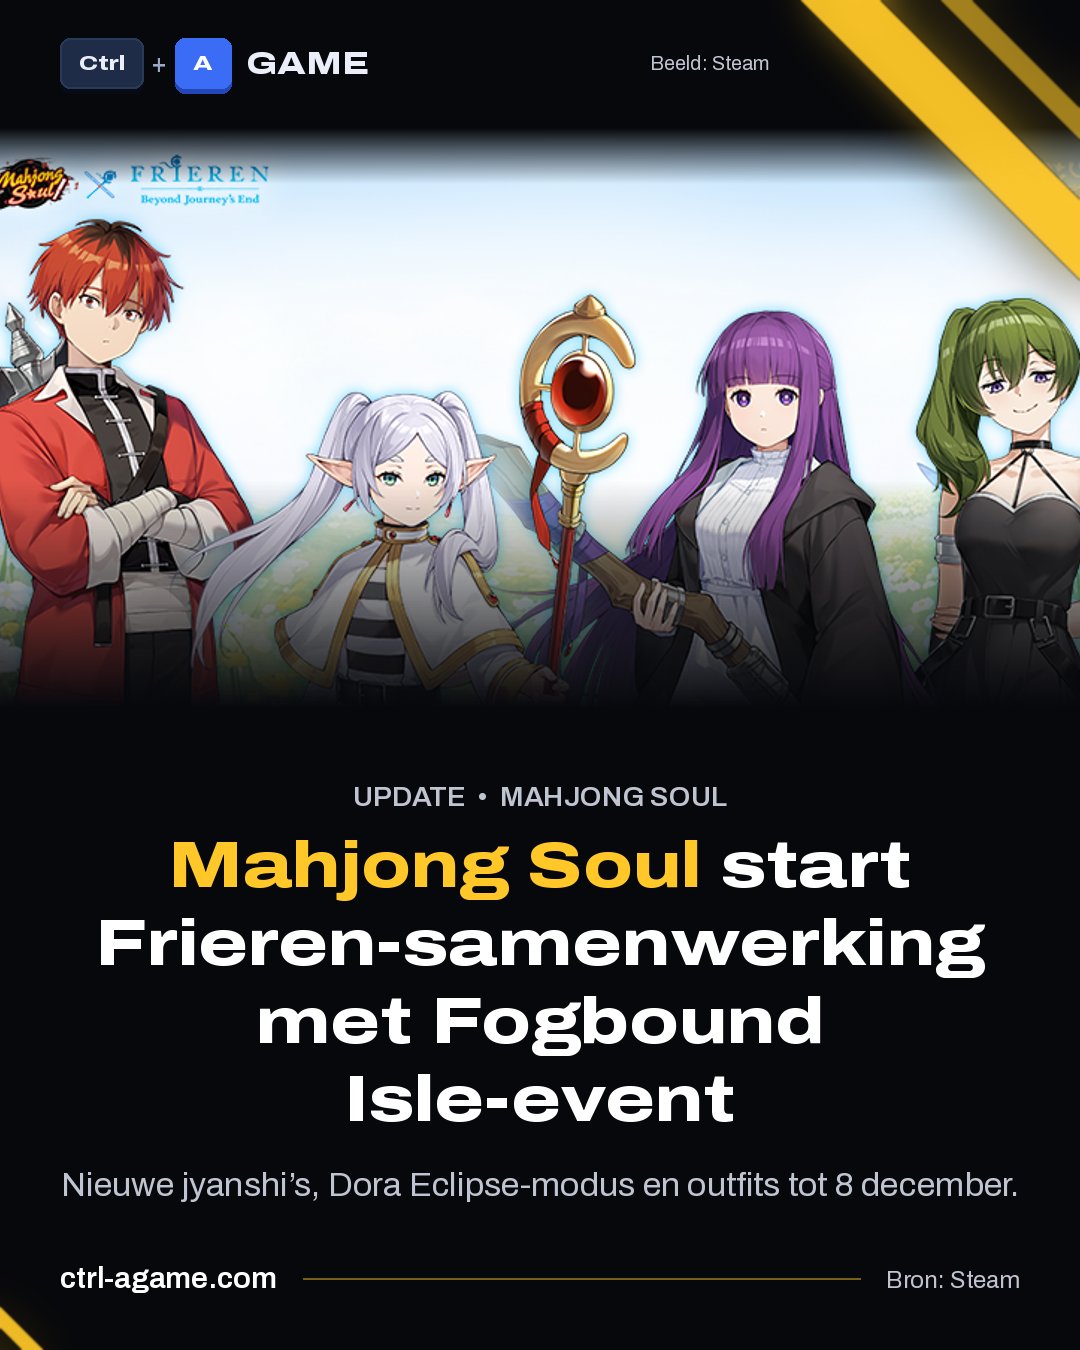 Ctrl + A GAME
Beeld: Steam
Mahjong Soul! × FRIEREN
Beyond Journey's End
UPDATE • MAHJONG SOUL
Mahjong Soul start
Frieren-samenwerking
met Fogbound
Isle-event
Nieuwe jyanshi’s, Dora Eclipse-modus en outfits tot 8 december.
ctrl-agame.com
Bron: Steam